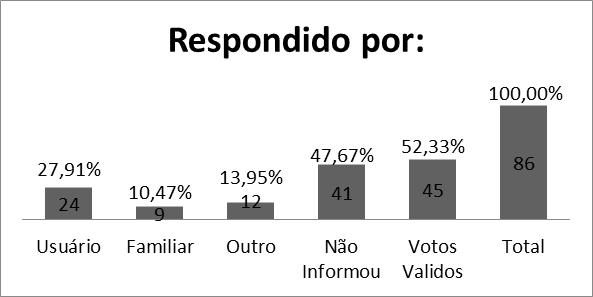 Respondido por:
100,00%
52,33%
47,67%
27,91%
13,95%
10,47%
24
9
12
41
45
86
Usuário
Familiar
Outro
Não
Informou
Votos
Validos
Total